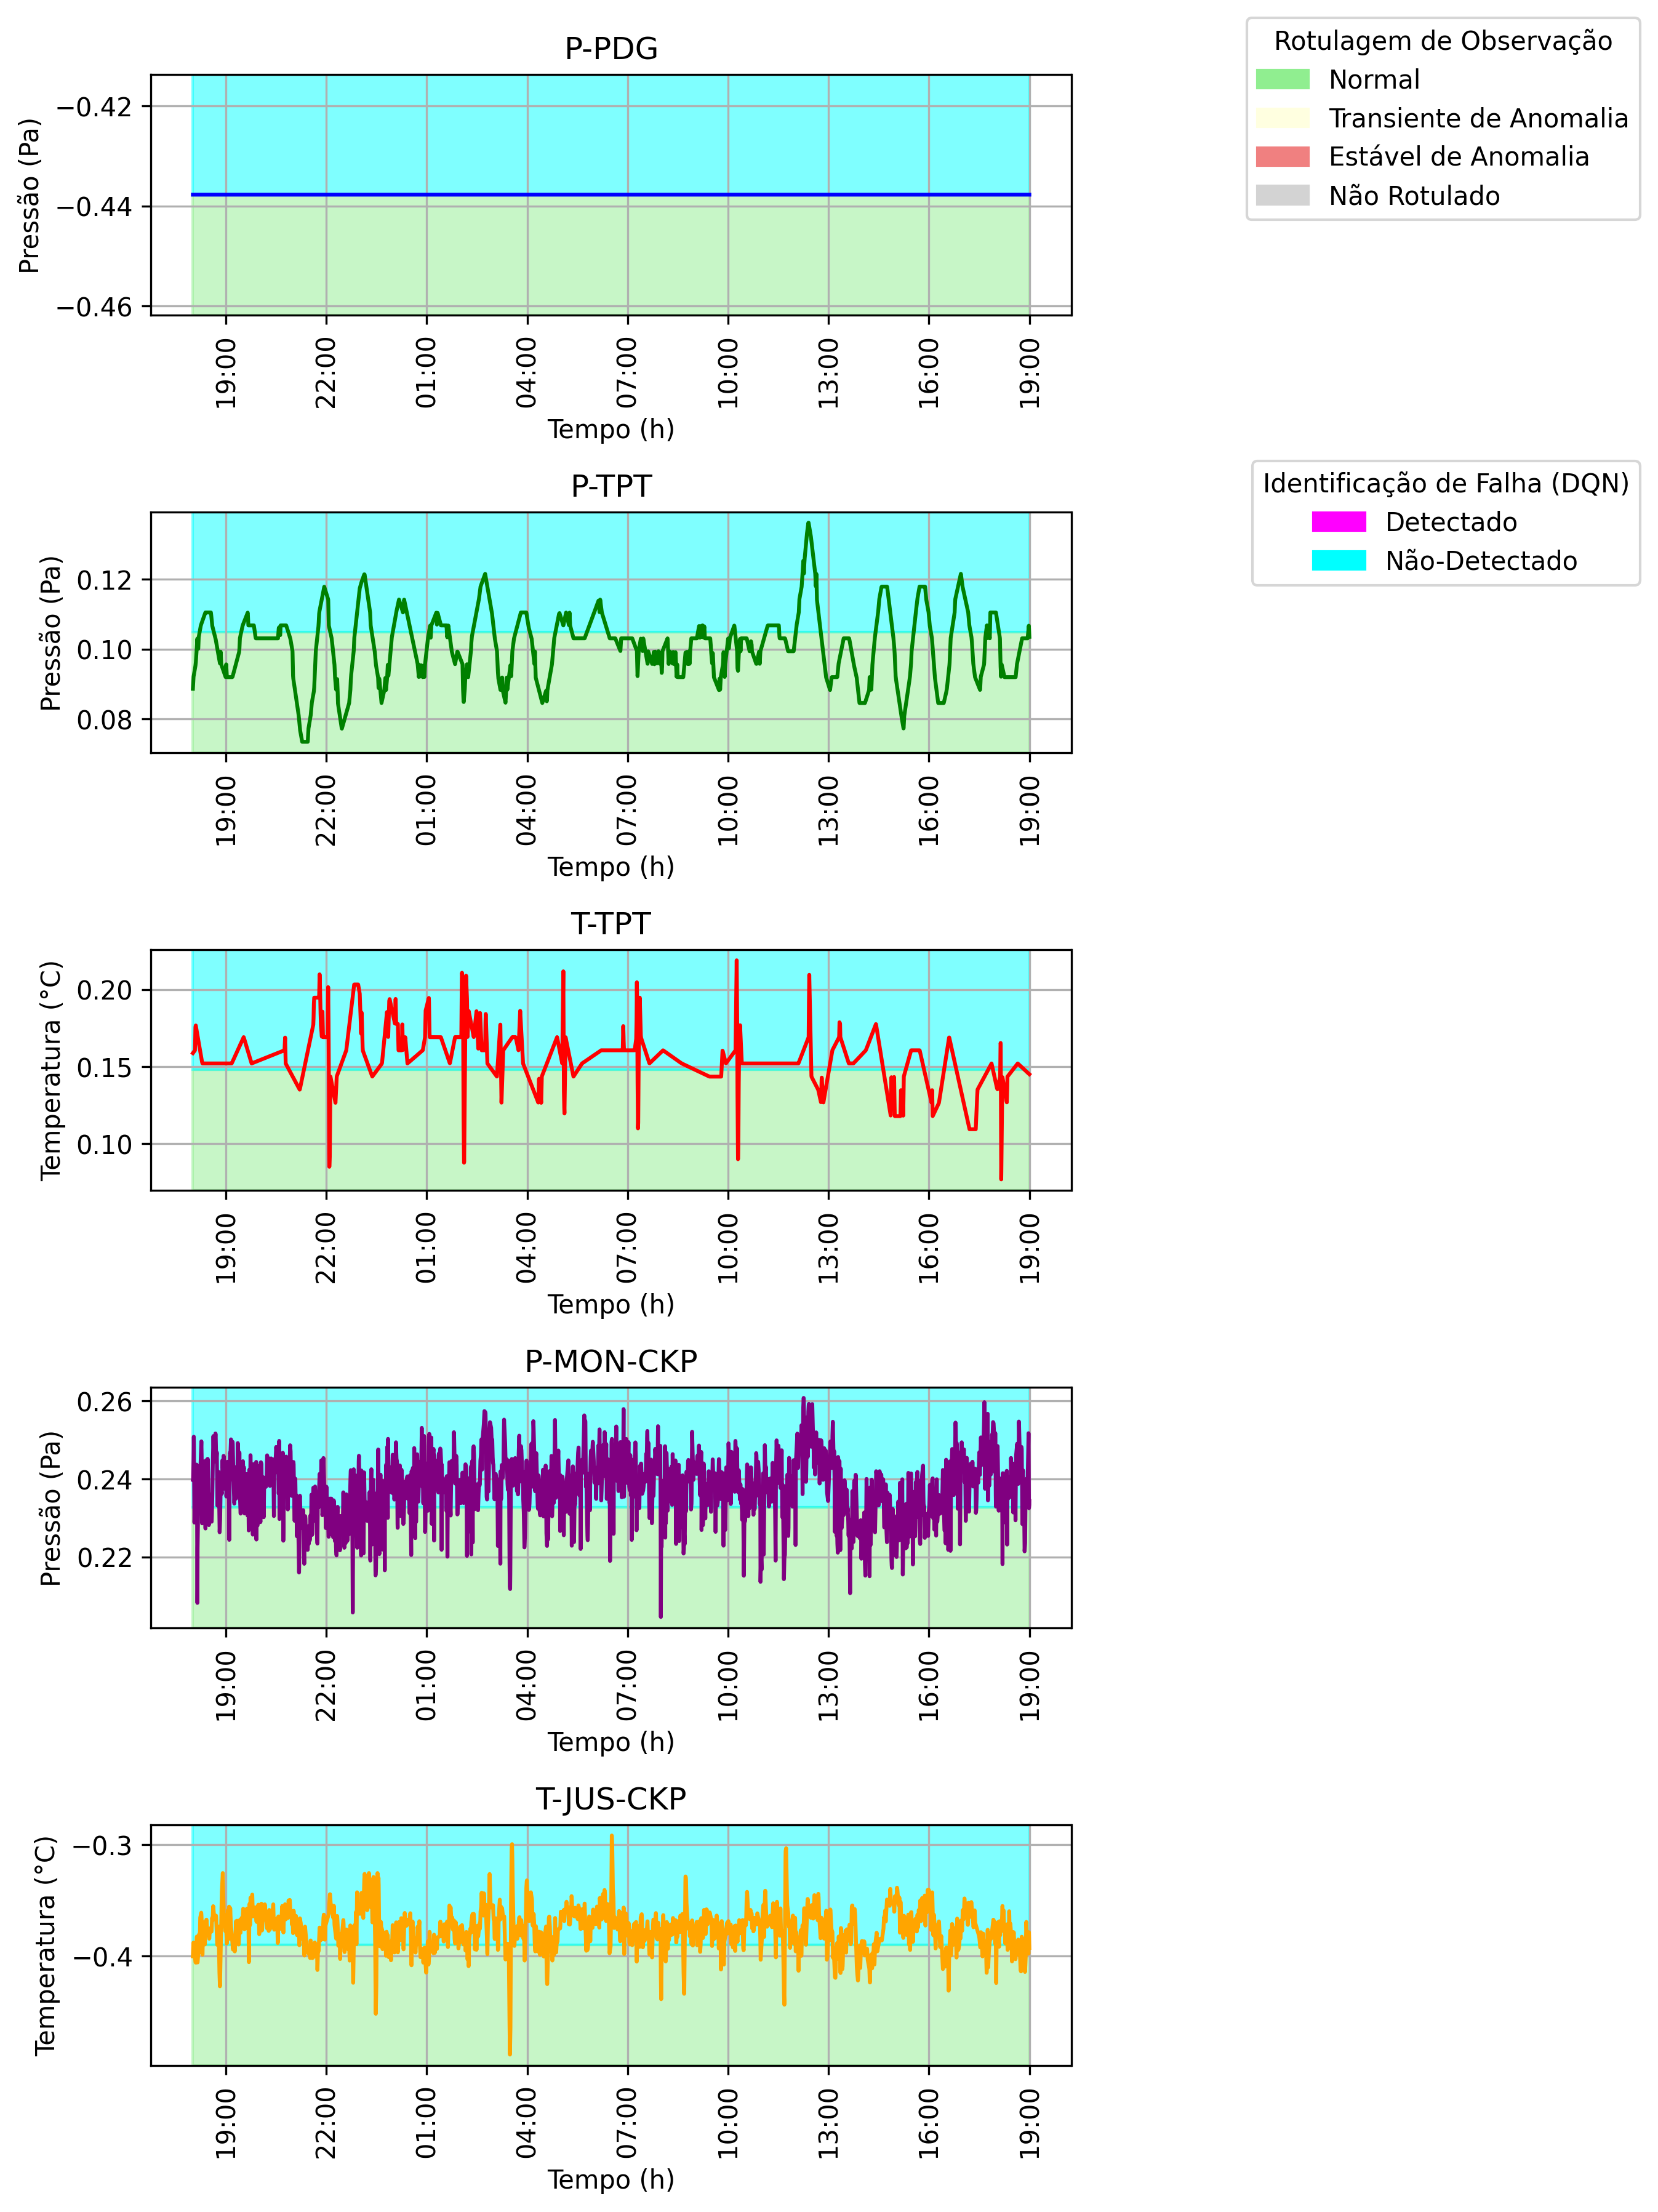 P-PDG
Rotulagem de Observação
Normal
Transiente de Anomalia
Estável de Anomalia
Não Rotulado
Pressão (Pa)
−0.42
−0.44
−0.46
19:00 22:00 01:00 04:00 07:00 10:00 13:00 16:00 19:00
Tempo (h)
P-TPT
Identificação de Falha (DQN)
Detectado
Não-Detectado
Pressão (Pa)
0.12
0.10
0.08
19:00 22:00 01:00 04:00 07:00 10:00 13:00 16:00 19:00
Tempo (h)
T-TPT
Temperatura (°C)
0.20
0.15
0.10
19:00 22:00 01:00 04:00 07:00 10:00 13:00 16:00 19:00
Tempo (h)
P-MON-CKP
Pressão (Pa)
0.26
0.24
0.22
19:00 22:00 01:00 04:00 07:00 10:00 13:00 16:00 19:00
Tempo (h)
T-JUS-CKP
Temperatura (°C)
−0.3
−0.4
19:00 22:00 01:00 04:00 07:00 10:00 13:00 16:00 19:00
Tempo (h)